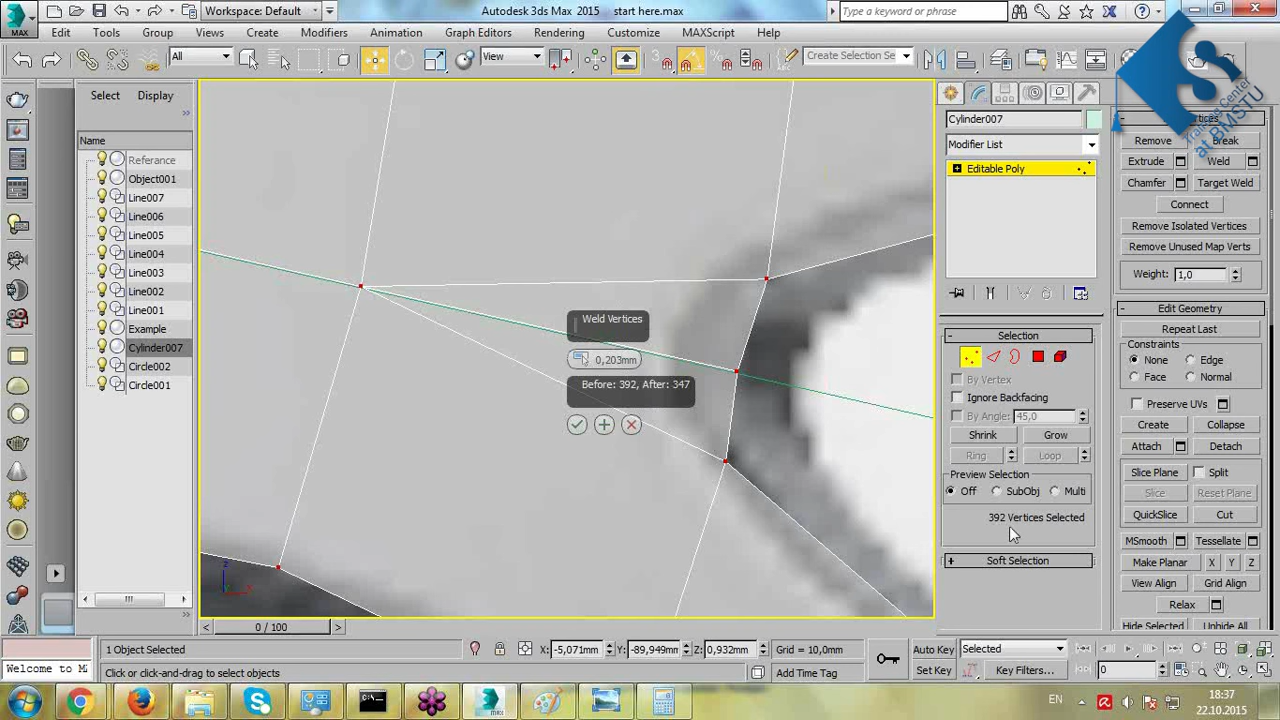 Workspace: Default
Autodesk 3ds Max 2015 start here.max
Type a keyword or phrase
MAX
Edit Tools Group Views Create Modifiers Animation Graph Editors Rendering Customize MAXScript Help
All
View
3
Create Selection Se
Training Center
at BMSTU
Select Display
Name
Referance
Object001
Line007
Line006
Line005
Line004
Line003
Line002
Line001
Example
Cylinder007
Circle002
Circle001
Weld Vertices
0,203mm
Before: 392, After: 347
Cylinder007
Modifier List
Editable Poly
Selection
By Vertex
Ignore Backfacing
By Angle: 45,0
Shrink Grow
Ring Loop
Preview Selection
Off SubObj Multi
392 Vertices Selected
Soft Selection
Remove Break
Extrude Weld
Chamfer Target Weld
Connect
Remove Isolated Vertices
Remove Unused Map Verts
Weight: 1,0
Edit Geometry
Repeat Last
Constraints
None Edge
Face Normal
Preserve UVs
Create Collapse
Attach Detach
Slice Plane Split
Slice Reset Plane
QuickSlice Cut
MSmooth Tessellate
Make Planar X Y Z
View Align Grid Align
Relax
Hide Selected Unhide All
0 / 100
1 Object Selected
X: -5,071mm Y: -89,949mm Z: 0,932mm Grid = 10,0mm
Auto Key Selected
Welcome to M
Click or click-and-drag to select objects
Add Time Tag
Set Key Key Filters...
0
EN
18:37
22.10.2015